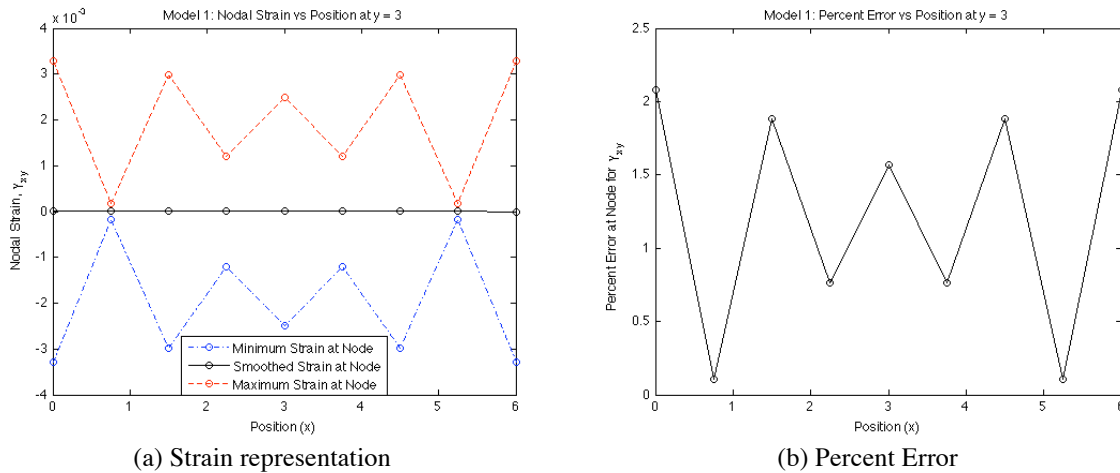 Model 1: Nodal Strain vs Position at y = 3
x 10⁻³
4
3
2
1
0
-1
-2
-3
-4
Nodal Strain, γxy
Minimum Strain at Node
Smoothed Strain at Node
Maximum Strain at Node
0 1 2 3 4 5 6
Position (x)
(a) Strain representation
Model 1: Percent Error vs Position at y = 3
2.5
2
1.5
1
0.5
0
Percent Error at Node for γxy
0 1 2 3 4 5 6
Position (x)
(b) Percent Error